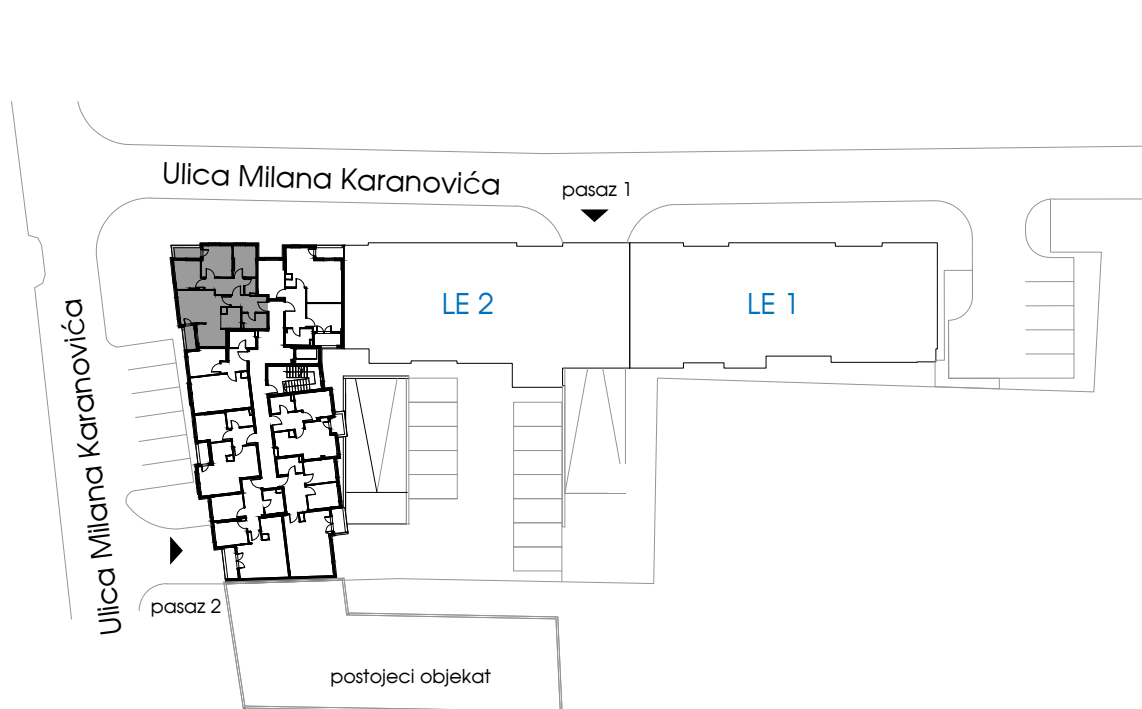 Ulica Milana Karanovića
pasaz 1
LE 2
LE 1
Ulica Milana Karanovića
pasaz 2
postojeci objekat